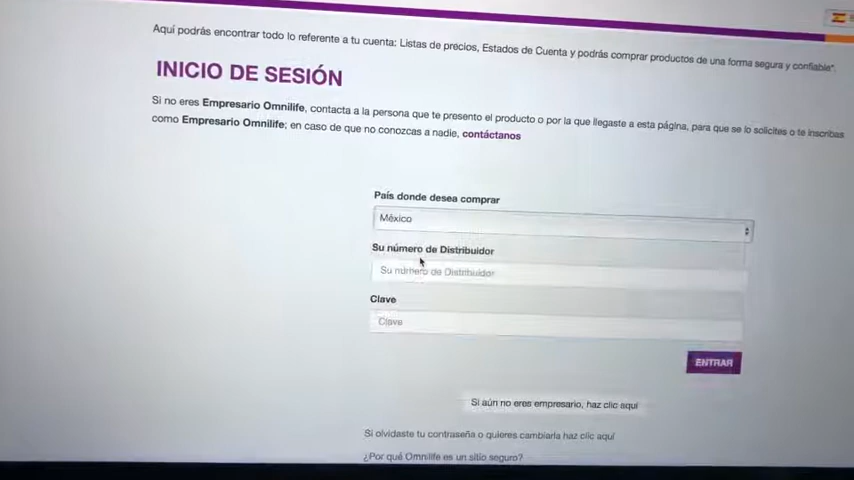 Aquí podrás encontrar todo lo referente a tu cuenta: Listas de precios, Estados de Cuenta y podrás comprar productos de una forma segura y confiable*.
INICIO DE SESIÓN
Si no eres Empresario Omnilife, contacta a la persona que te presento el producto o por la que llegaste a esta página, para que se lo solicites o te inscribas
como Empresario Omnilife; en caso de que no conozcas a nadie, contáctanos
País donde desea comprar
México
Su número de Distribuidor
Su número de Distribuidor
Clave
Clave
ENTRAR
Si aún no eres empresario, haz clic aquí
Si olvidaste tu contraseña o quieres cambiarla haz clic aquí
¿Por qué Omnilife es un sitio seguro?